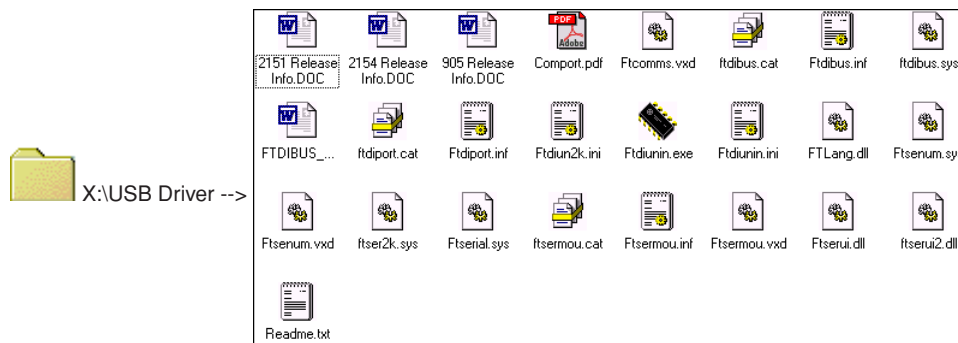 2151 Release Info.DOC
2154 Release Info.DOC
905 Release Info.DOC
PDF
Adobe
Comport.pdf
Ftcomms.vxd
ftdibus.cat
Ftdibus.inf
ftdibus.sys
FTDIBUS_...
ftdiport.cat
Ftdiport.inf
Ftdiun2k.ini
Ftdiunin.exe
Ftdiunin.ini
FTLang.dll
Ftsenum.sy
X:\USB Driver -->
Ftsenum.vxd
ftser2k.sys
Ftserial.sys
ftsermou.cat
Ftsermou.inf
Ftsermou.vxd
Ftserui.dll
ftserui2.dll
Readme.txt